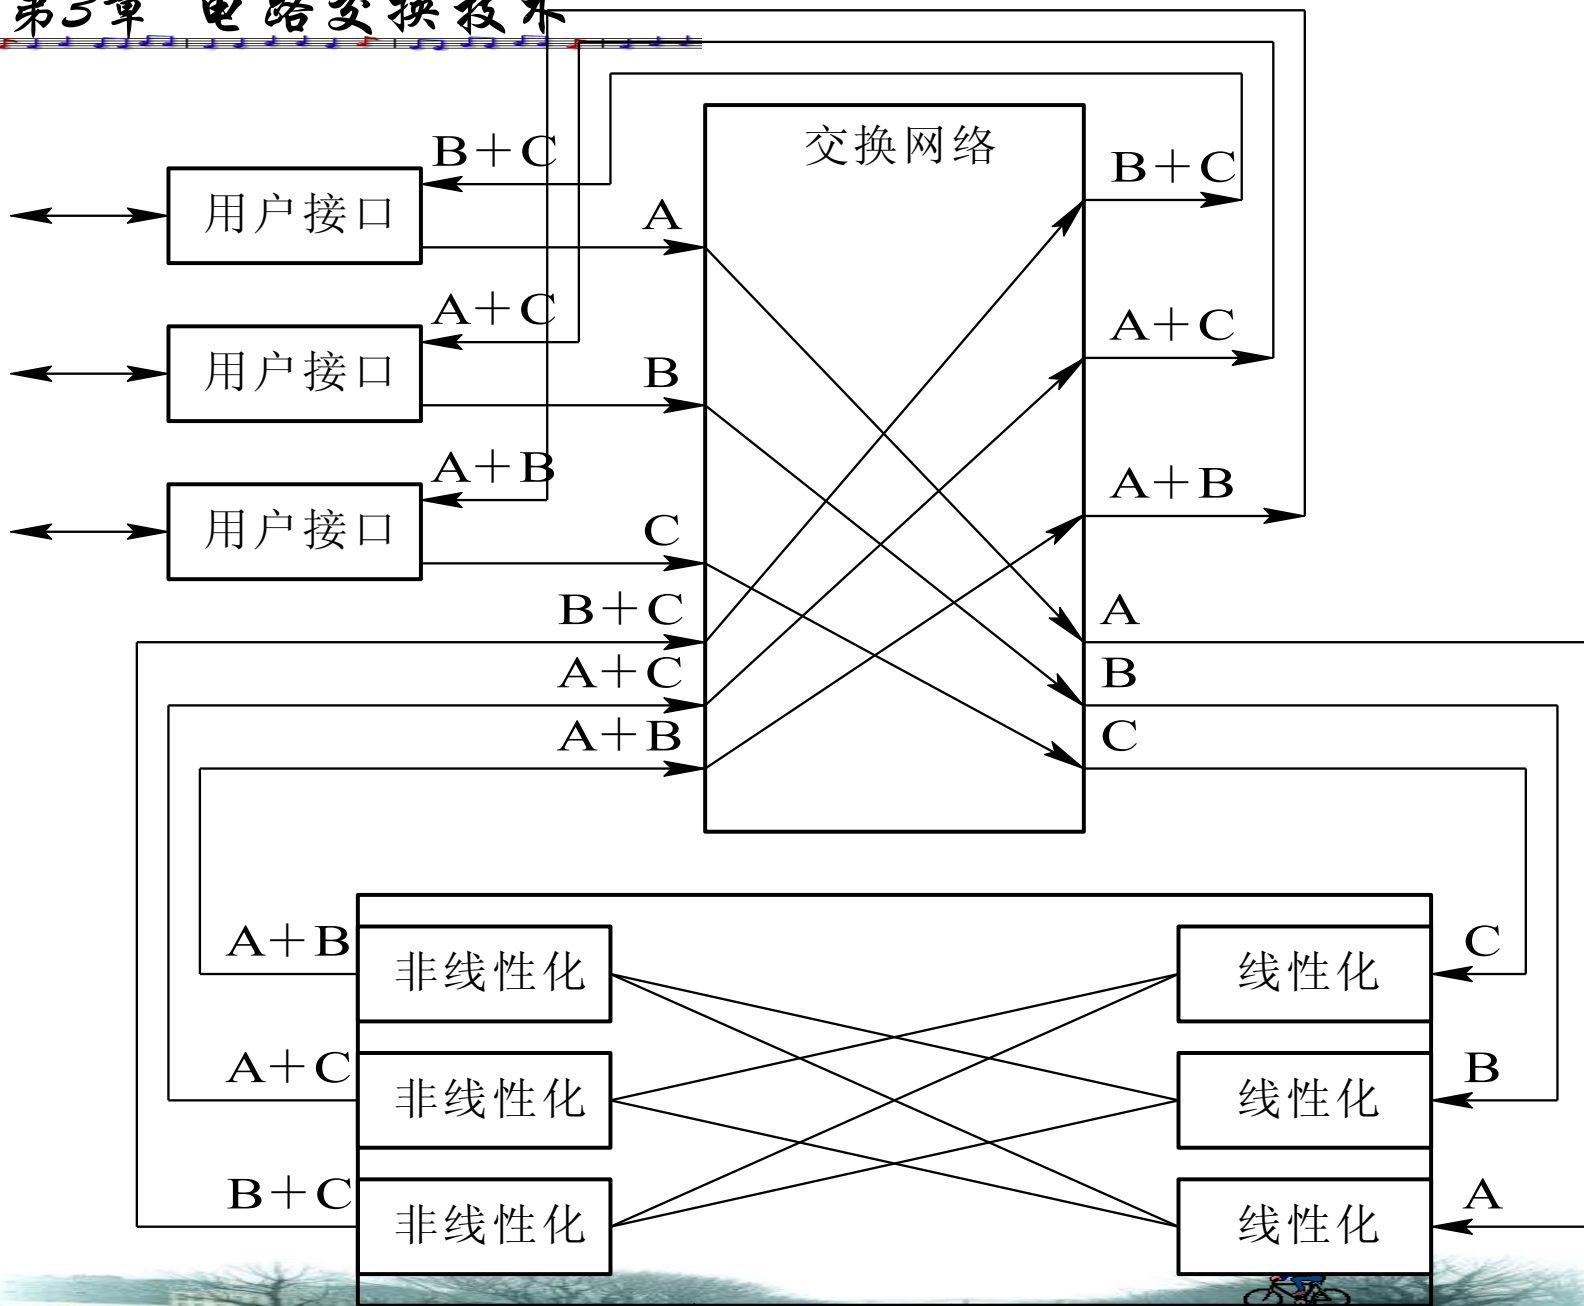 第3章 电路交换技术
交换网络
B+C
B+C
用户接口
A
A+C
A+C
用户接口
B
A+B
A+B
用户接口
C
B+C
A
A+C
B
A+B
C
A+B
非线性化
线性化
C
A+C
非线性化
线性化
B
B+C
非线性化
线性化
A